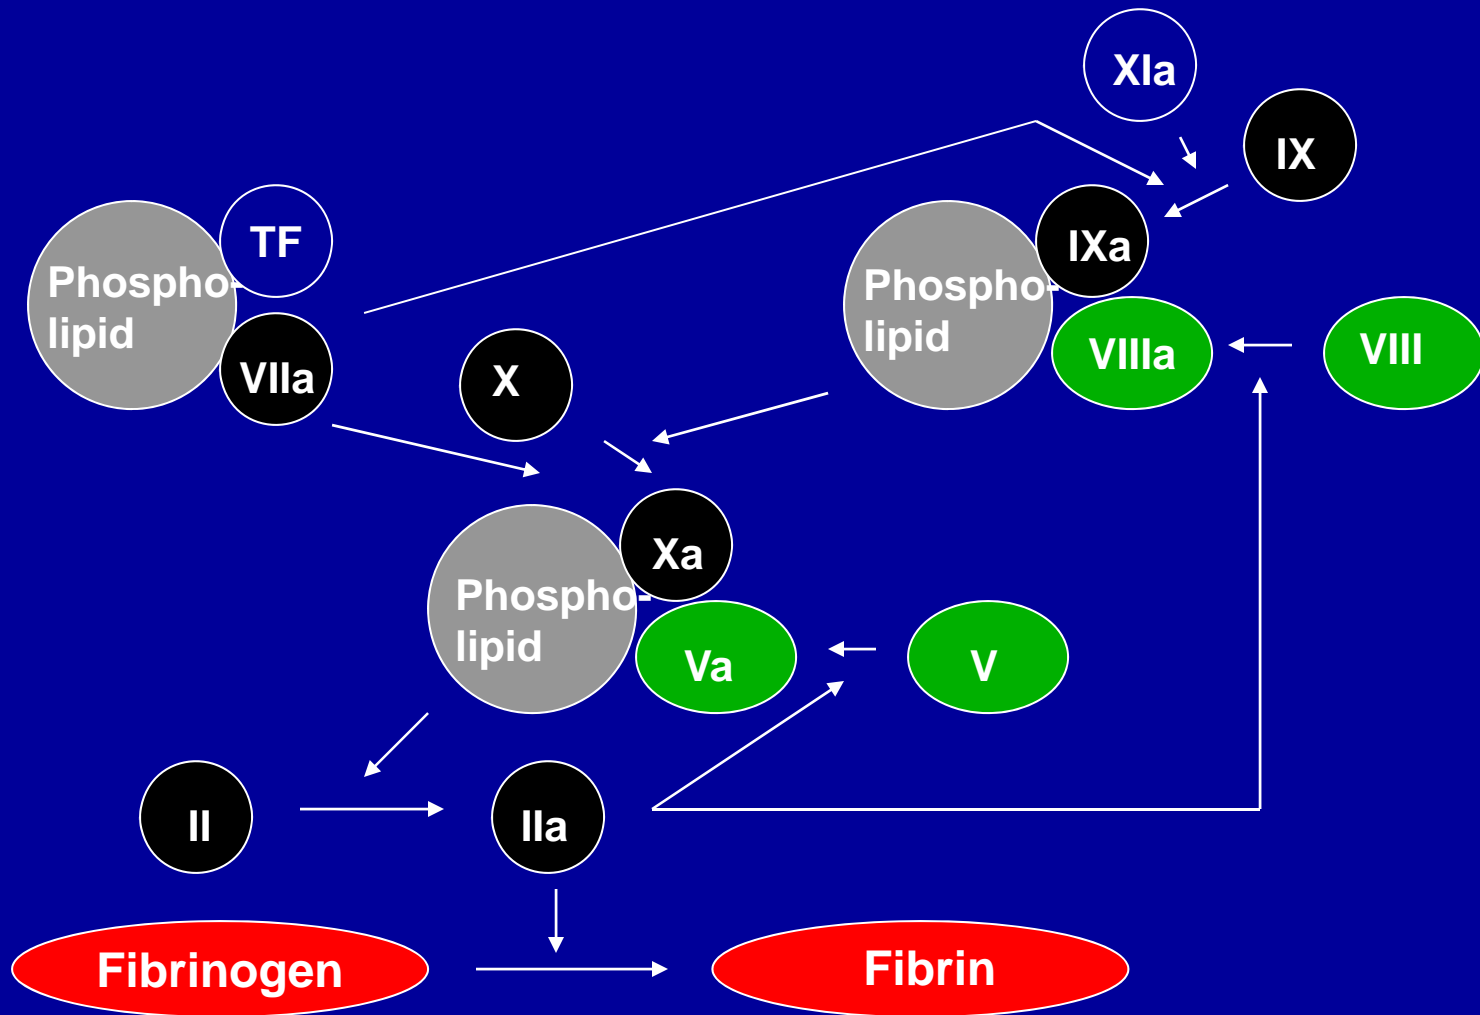 XIa
IX
TF
IXa
Phospho-
lipid
Phospho-
lipid
VIIIa
VIII
VIIa
X
Xa
Phospho-
lipid
Va
V
II
IIa
Fibrinogen
Fibrin